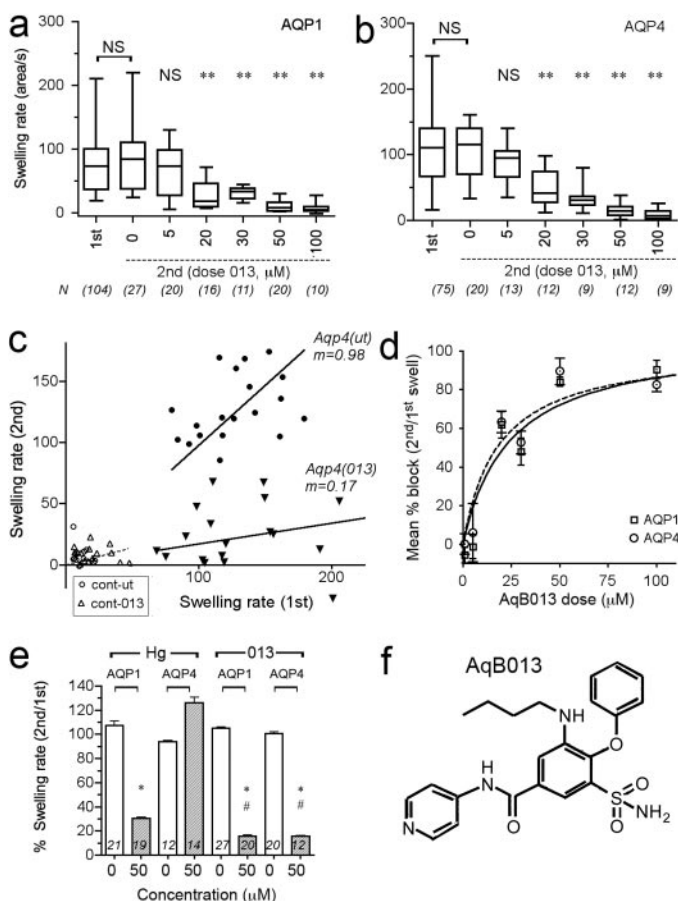 a
AQP1
Swelling rate (area/s)
300
200
100
0
NS
NS
**
**
**
**
1st
0
5
20
30
50
100
2nd (dose 013, μM)
N (104) (27) (20) (16) (11) (20) (10)
b
AQP4
300
200
100
0
NS
NS
**
**
**
**
1st
0
5
20
30
50
100
2nd (dose 013, μM)
(75) (20) (13) (12) (9) (12) (9)
c
Swelling rate (2nd)
150
100
50
0
Aqp4(ut)
m=0.98
Aqp4(013)
m=0.17
cont-ut
cont-013
100
200
Swelling rate (1st)
d
Mean % block (2nd/1st swell)
100
80
60
40
20
0
AQP1
AQP4
0 25 50 75 100
AqB013 dose (μM)
e
Hg 013
AQP1 AQP4 AQP1 AQP4
% Swelling rate (2nd/1st)
140
120
100
80
60
40
20
0
*
*
#
*
#
21 19 12 14 27 20 20 12
0 50 0 50 0 50 0 50
Concentration (μM)
f
AqB013
NH
O
H
N
N
O
S
O
O
NH2